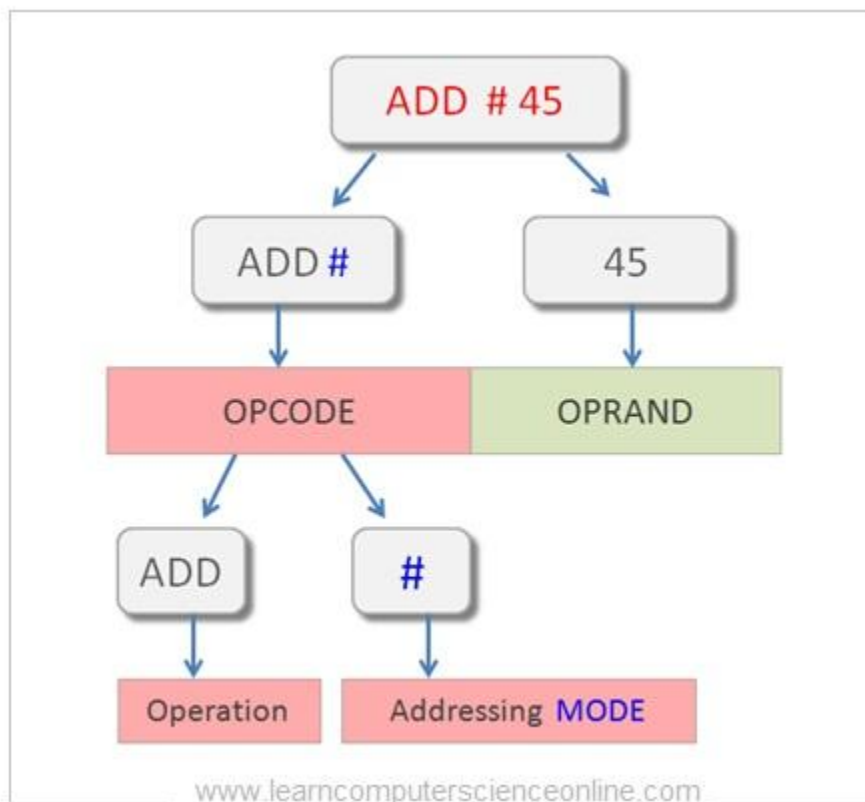 ADD # 45
ADD # 45
OPCODE OPRAND
ADD #
Operation Addressing MODE
www.learncomputerscienceonline.com